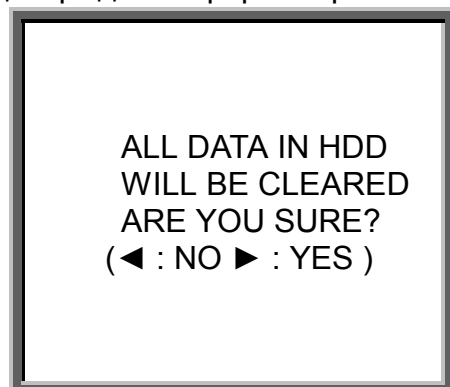 ALL DATA IN HDD
WILL BE CLEARED
ARE YOU SURE?
(◄ : NO ► : YES )